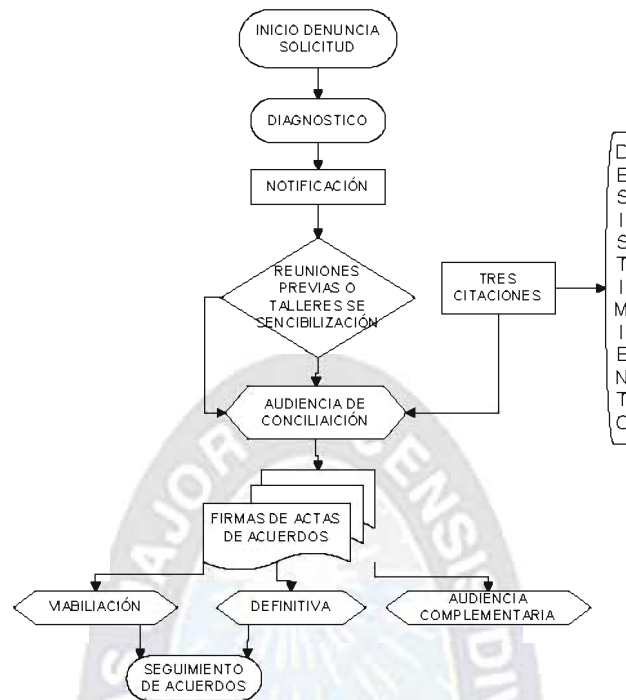 INICIO DENUNCIA
SOLICITUD
DIAGNOSTICO
NOTIFICACIÓN
REUNIONES
PREVIAS O
TALLERES SE
SENCIBILIZACIÓN
TRES
CITACIONES
D
E
S
I
S
T
I
M
I
E
N
T
O
AUDIENCIA DE
CONCILIAICIÓN
FIRMAS DE ACTAS
DE ACUERDOS
VIABILIACIÓN
DEFINITIVA
AUDIENCIA
COMPLEMENTARIA
SEGUIMIENTO
DE ACUERDOS
MAJOR